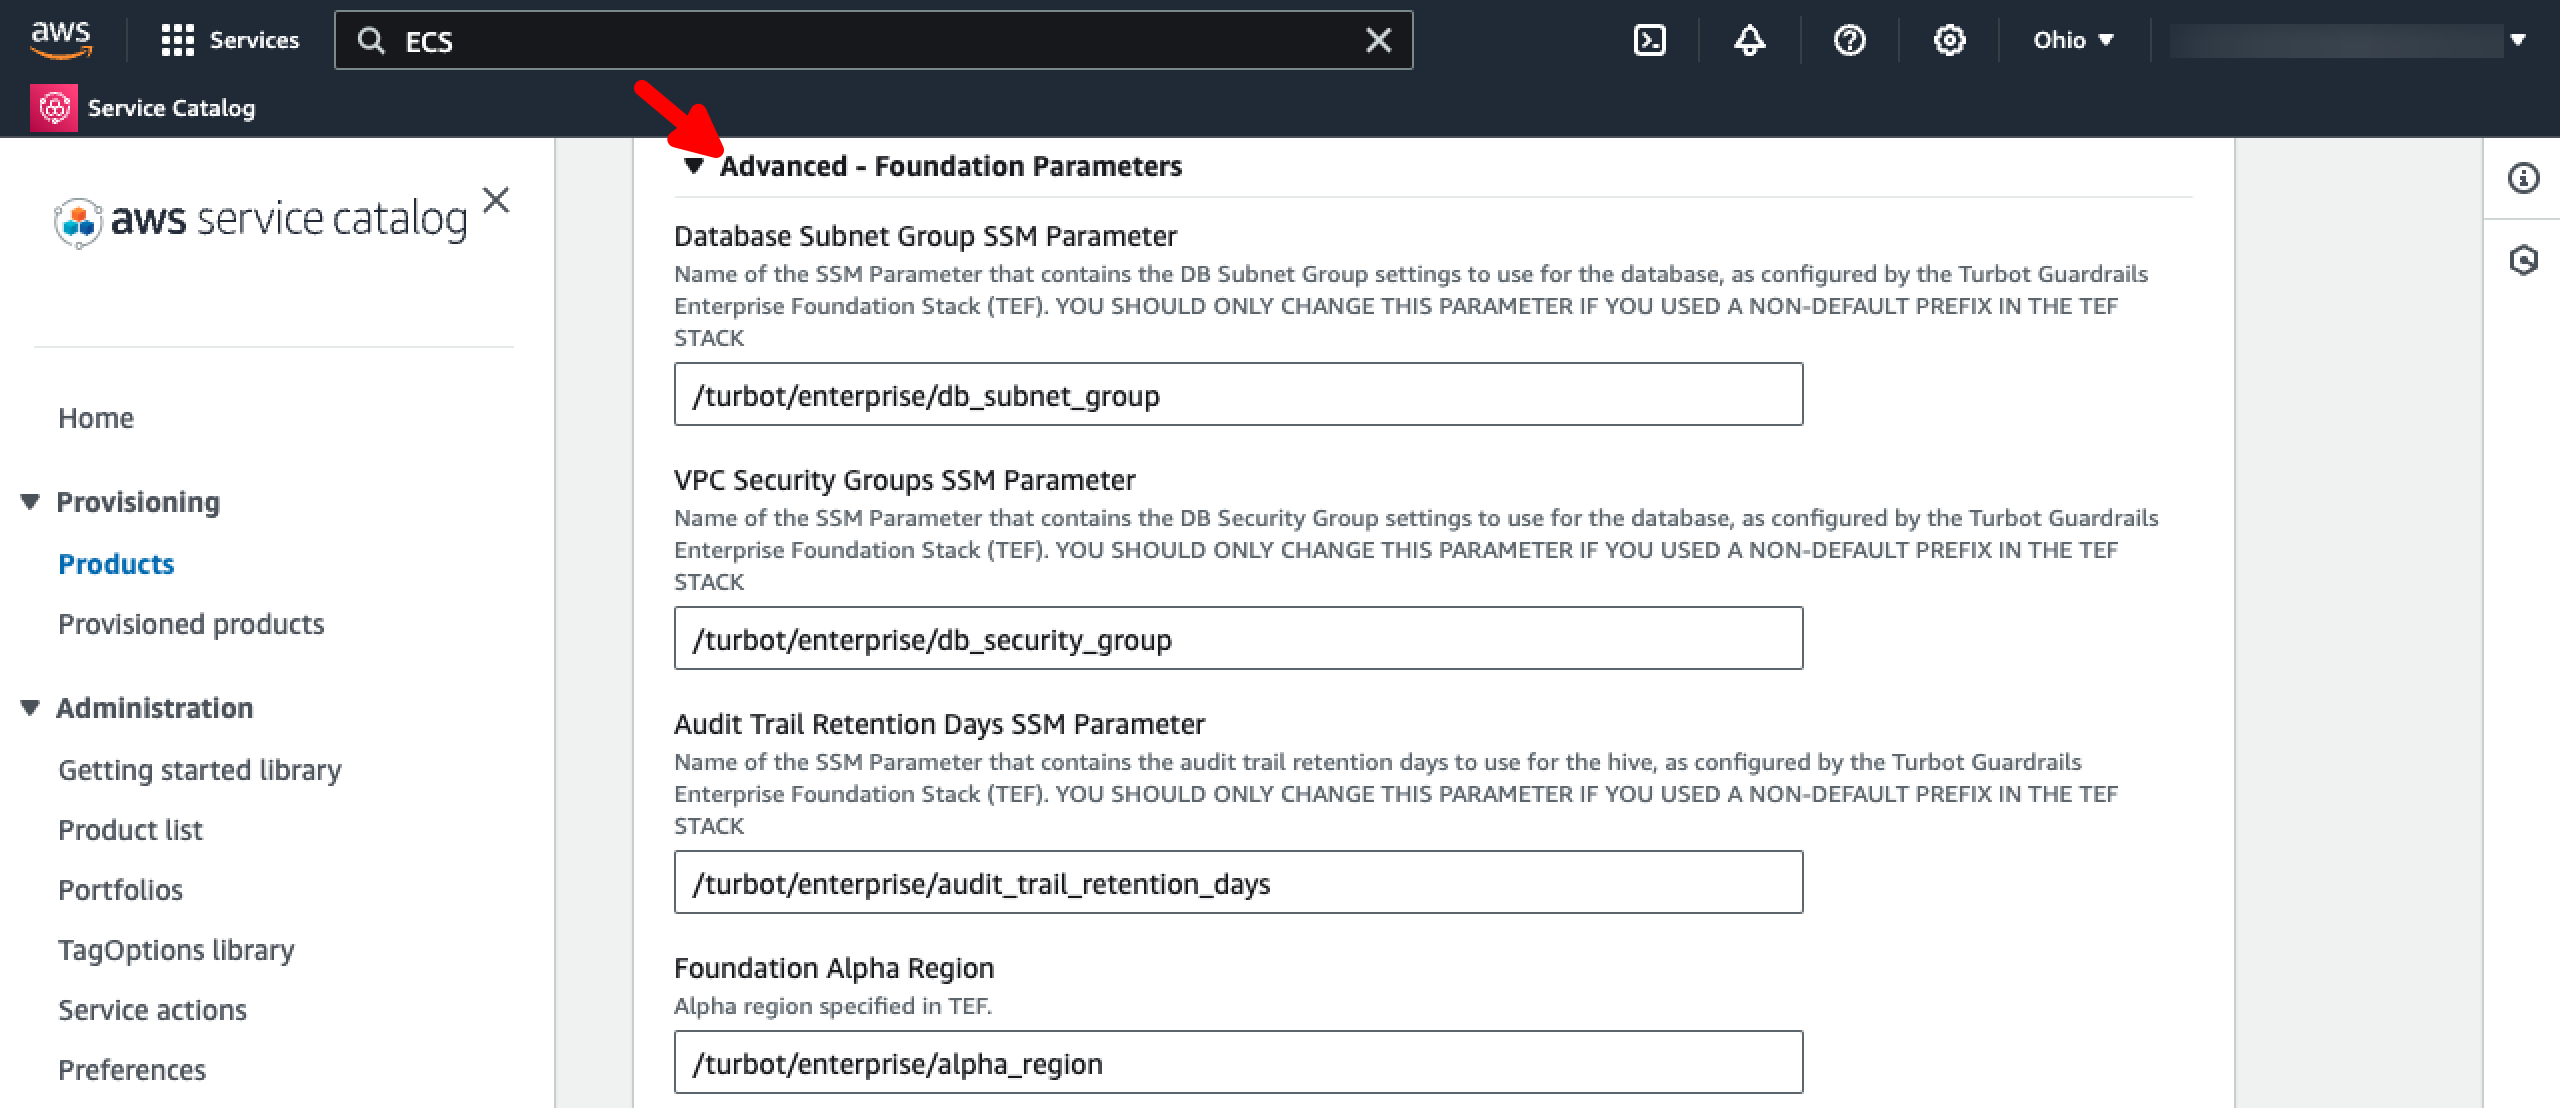 aws
Services
ECS
Ohio
Service Catalog
aws service catalog
Home
Provisioning
Products
Provisioned products
Administration
Getting started library
Product list
Portfolios
TagOptions library
Service actions
Preferences
Advanced - Foundation Parameters
Database Subnet Group SSM Parameter
Name of the SSM Parameter that contains the DB Subnet Group settings to use for the database, as configured by the Turbot Guardrails
Enterprise Foundation Stack (TEF). YOU SHOULD ONLY CHANGE THIS PARAMETER IF YOU USED A NON-DEFAULT PREFIX IN THE TEF
STACK
/turbot/enterprise/db_subnet_group
VPC Security Groups SSM Parameter
Name of the SSM Parameter that contains the DB Security Group settings to use for the database, as configured by the Turbot Guardrails
Enterprise Foundation Stack (TEF). YOU SHOULD ONLY CHANGE THIS PARAMETER IF YOU USED A NON-DEFAULT PREFIX IN THE TEF
STACK
/turbot/enterprise/db_security_group
Audit Trail Retention Days SSM Parameter
Name of the SSM Parameter that contains the audit trail retention days to use for the hive, as configured by the Turbot Guardrails
Enterprise Foundation Stack (TEF). YOU SHOULD ONLY CHANGE THIS PARAMETER IF YOU USED A NON-DEFAULT PREFIX IN THE TEF
STACK
/turbot/enterprise/audit_trail_retention_days
Foundation Alpha Region
Alpha region specified in TEF.
/turbot/enterprise/alpha_region